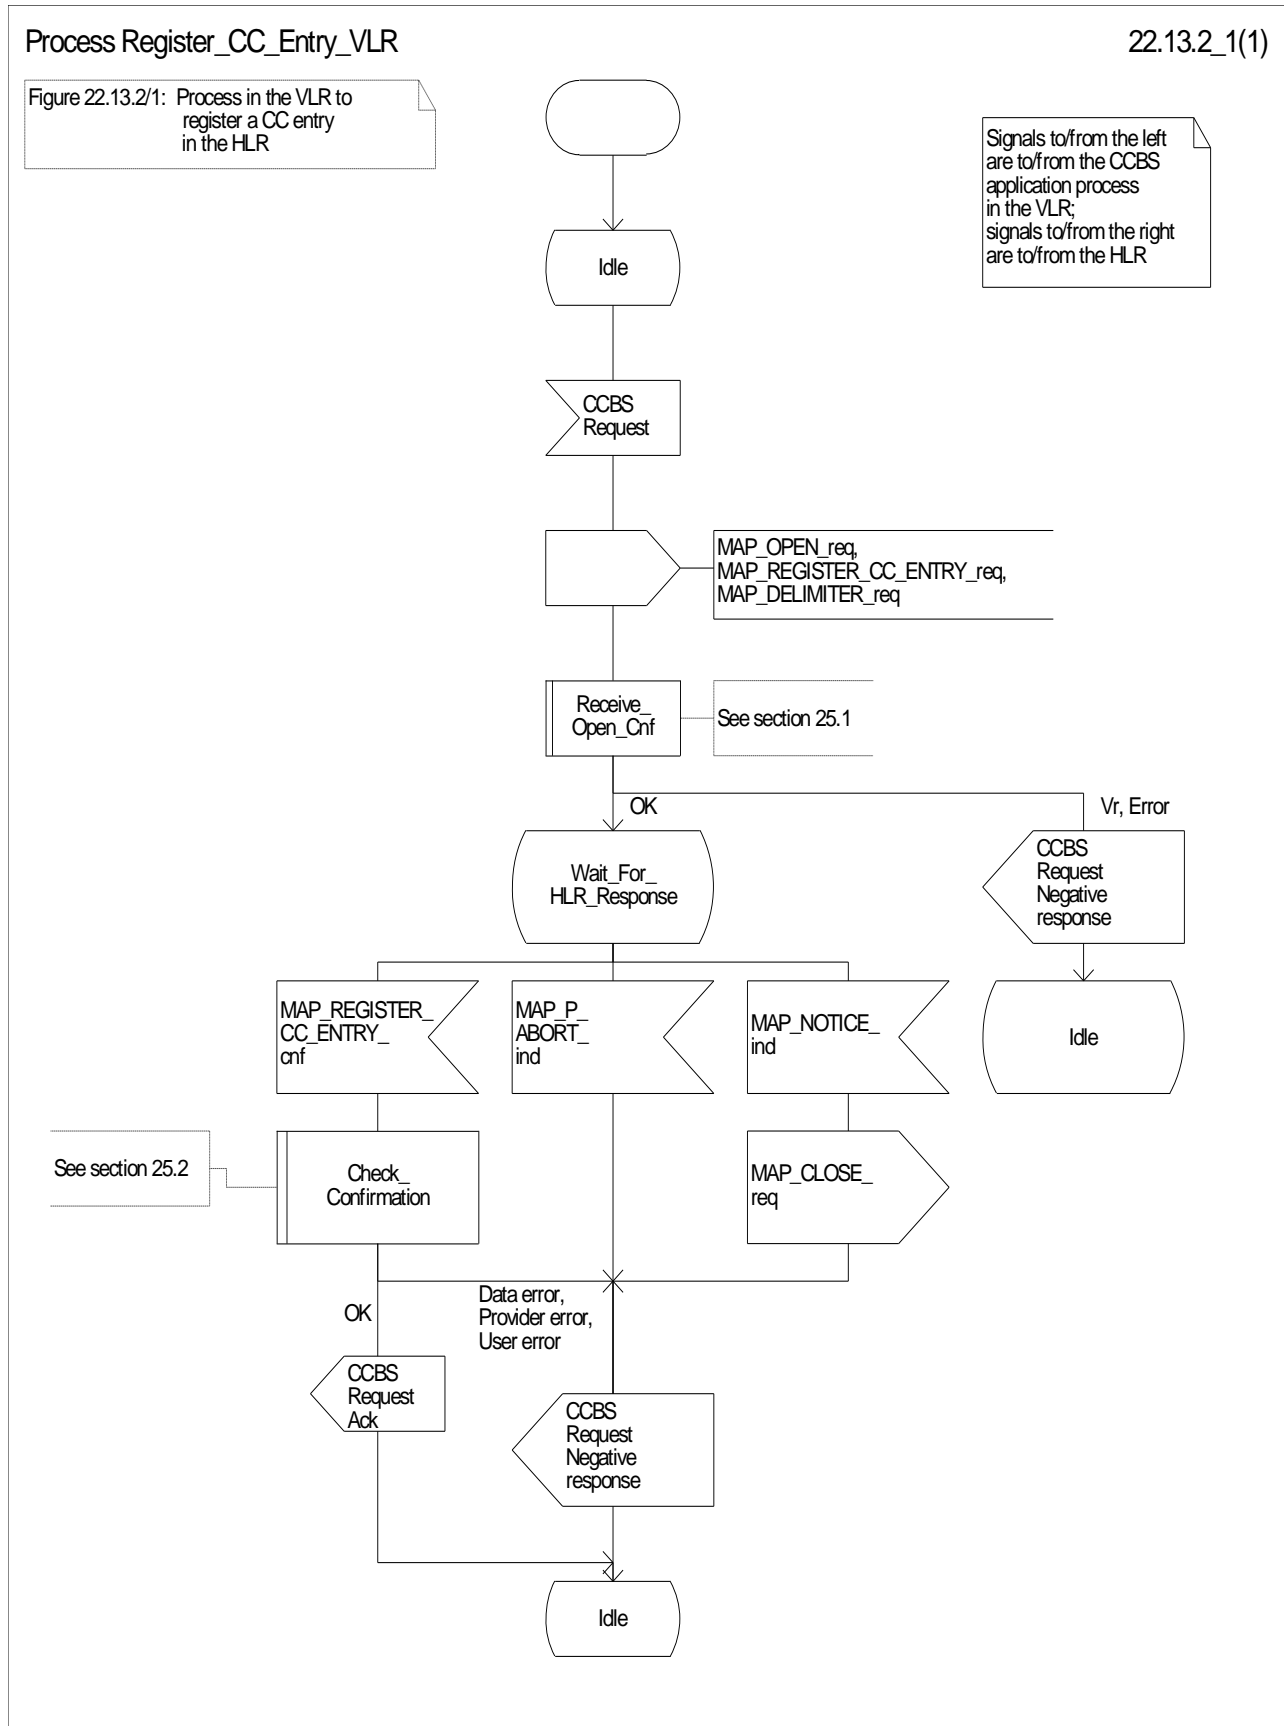 Process Register_CC_Entry_VLR
22.13.2_1(1)
Figure 22.13.2/1: Process in the VLR to
register a CC entry
in the HLR
Signals to/from the left
are to/from the CCBS
application process
in the VLR;
signals to/from the right
are to/from the HLR
Idle
CCBS
Request
MAP_OPEN_req,
MAP_REGISTER_CC_ENTRY_req,
MAP_DELIMITER_req
Receive_
Open_Cnf
See section 25.1
OK
Vr, Error
Wait_For_
HLR_Response
CCBS
Request
Negative
response
Idle
MAP_REGISTER_
CC_ENTRY_
cnf
MAP_P_
ABORT_
ind
MAP_NOTICE_
ind
See section 25.2
Check_
Confirmation
MAP_CLOSE_
req
OK
Data error,
Provider error,
User error
CCBS
Request
Ack
CCBS
Request
Negative
response
Idle